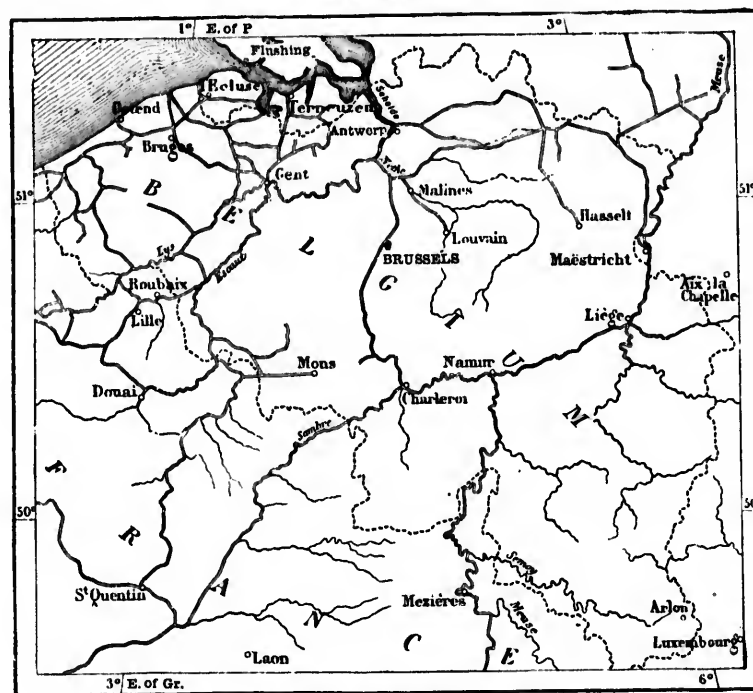 1° E. of P
3°
Flushing
l'Ecluse
Terneuzen
Schelde
Meuse
Ostend
Antwerp
Bruges
Gent
51°
51°
Malines
Hasselt
B E L G I U M
Louvain
BRUSSELS
Maëstricht
Lys
Escaut
Roubaix
Aix-la
Chapelle
Lille
Liège
Mons
Namur
Douai
Charleroi
Sambre
50°
50
F R A N C E
Semoy
St Quentin
Mezières
Meuse
Arlon
Luxembourg
Laon
3° E. of Gr.
6°